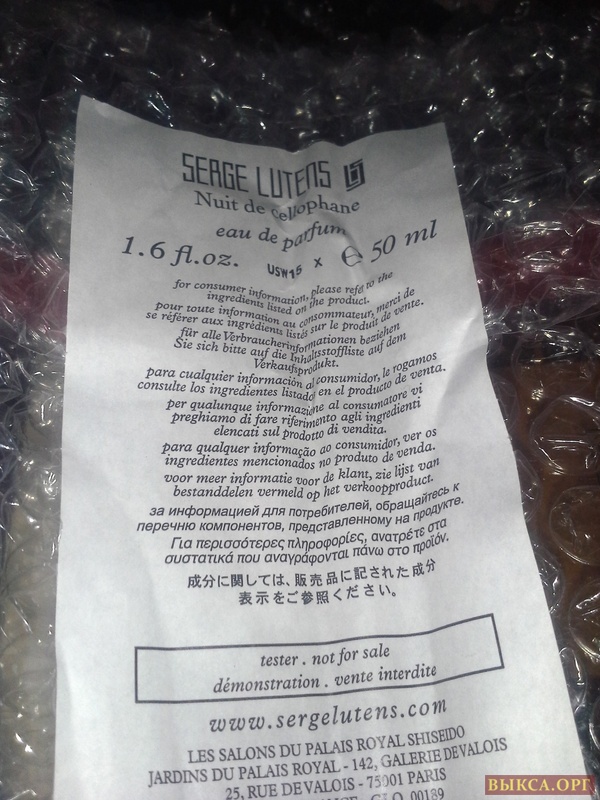 SERGE LUTENS
Nuit de cellophane
eau de parfum
1.6 fl.oz. USW15 x e 50 ml
for consumer information, please refer to the
ingredients listed on the product.
pour toute information au consommateur, merci de
se référer aux ingrédients listés sur le produit de vente.
für alle Verbraucherinformationen beziehen
Sie sich bitte auf die Inhaltsstoffliste auf dem
Verkaufsprodukt.
para cualquier información al consumidor, le rogamos
consulte los ingredientes listados en el producto de venta.
per qualunque informazione al consumatore vi
preghiamo di fare riferimento agli ingredienti
elencati sul prodotto di vendita.
para qualquer informação ao consumidor, ver os
ingredientes mencionados no produto de venda.
voor meer informatie voor de klant, zie lijst van
bestanddelen vermeld op het verkoopproduct.
за информацией для потребителей, обращайтесь к
перечню компонентов, представленному на продукте.
Για περισσότερες πληροφορίες, ανατρέξτε στα
συστατικά που αναγράφονται πάνω στο προϊόν.
成分に関しては、販売品に記された成分
表示をご参照ください。
tester . not for sale
démonstration . vente interdite
www.sergelutens.com
LES SALONS DU PALAIS ROYAL SHISEIDO
JARDINS DU PALAIS ROYAL - 142, GALERIE DE VALOIS
25, RUE DE VALOIS - 75001 PARIS
00189
ВЫКСА.ОРГ